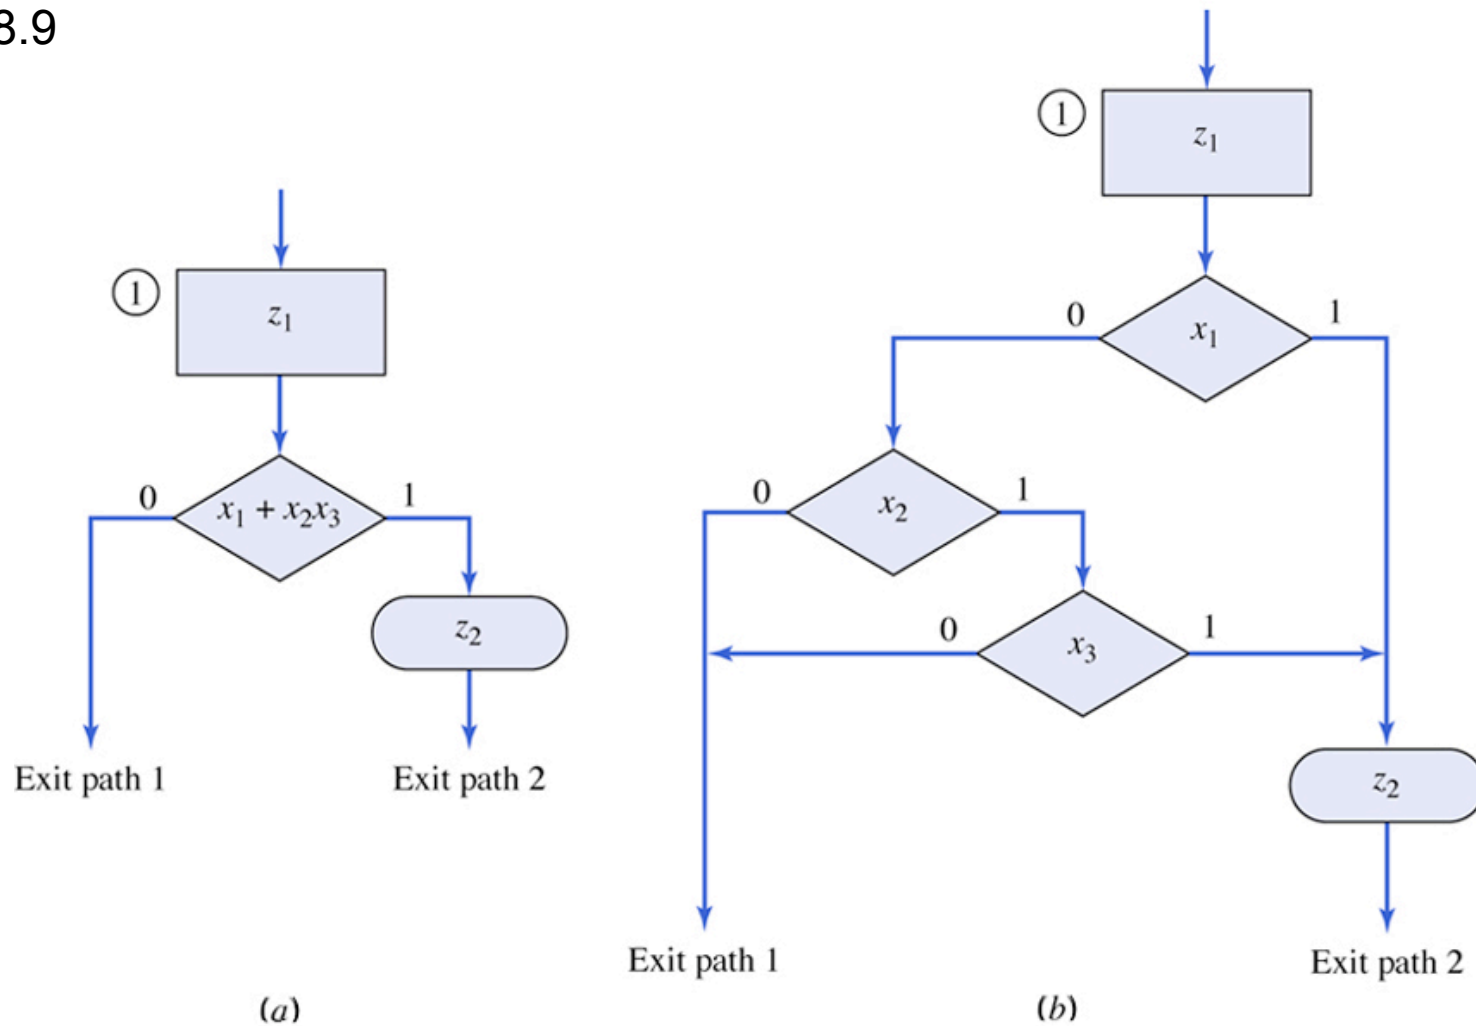 8.9
1
z₁
x₁ + x₂x₃
0
1
z₂
Exit path 1
Exit path 2
(a)
1
z₁
x₁
0
1
x₂
0
1
x₃
0
1
z₂
Exit path 1
Exit path 2
(b)